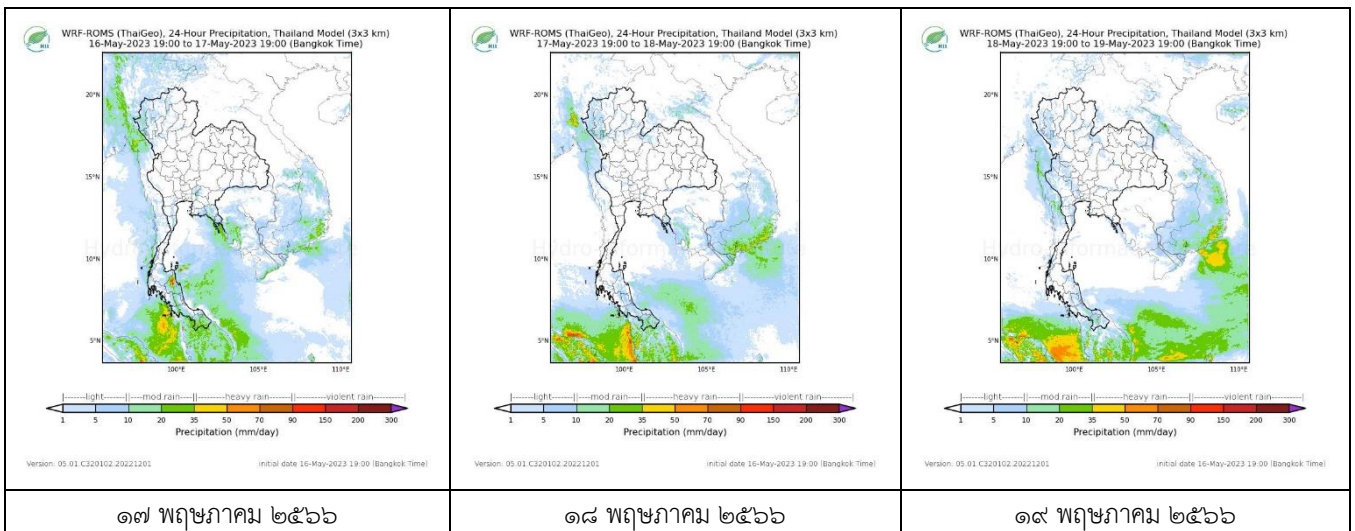 WRF-ROMS (ThaiGeo), 24-Hour Precipitation, Thailand Model (3x3 km)
16-May-2023 19:00 to 17-May-2023 19:00 (Bangkok Time)
20°N
15°N
10°N
5°N
100°E 105°E 110°E
|-------light-------||----mod.rain----||-------heavy rain-------||-------violent rain-------|
1 5 10 20 35 50 70 90 150 200 300
Precipitation (mm/day)
Version: 05.01.C320102.20221201 initial date 16-May-2023 19:00 (Bangkok Time)
๑๗ พฤษภาคม ๒๕๖๖
WRF-ROMS (ThaiGeo), 24-Hour Precipitation, Thailand Model (3x3 km)
17-May-2023 19:00 to 18-May-2023 19:00 (Bangkok Time)
20°N
15°N
10°N
5°N
100°E 105°E 110°E
|-------light-------||----mod.rain----||-------heavy rain-------||-------violent rain-------|
1 5 10 20 35 50 70 90 150 200 300
Precipitation (mm/day)
Version: 05.01.C320102.20221201 initial date 16-May-2023 19:00 (Bangkok Time)
๑๘ พฤษภาคม ๒๕๖๖
WRF-ROMS (ThaiGeo), 24-Hour Precipitation, Thailand Model (3x3 km)
18-May-2023 19:00 to 19-May-2023 19:00 (Bangkok Time)
20°N
15°N
10°N
5°N
100°E 105°E 110°E
|-------light-------||----mod.rain----||-------heavy rain-------||-------violent rain-------|
1 5 10 20 35 50 70 90 150 200 300
Precipitation (mm/day)
Version: 05.01.C320102.20221201 initial date 16-May-2023 19:00 (Bangkok Time)
๑๙ พฤษภาคม ๒๕๖๖